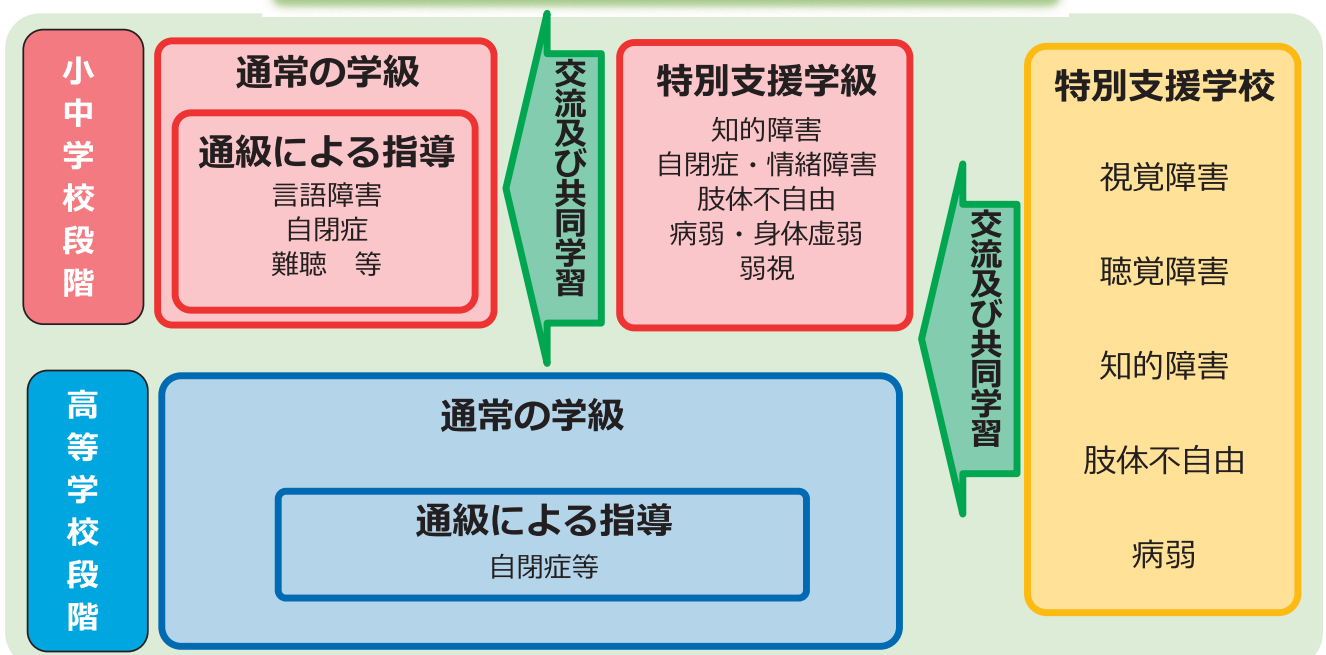 小中学校段階
通常の学級
通級による指導
言語障害
自閉症
難聴　等
交流及び共同学習
特別支援学級
知的障害
自閉症・情緒障害
肢体不自由
病弱・身体虚弱
弱視
高等学校段階
通常の学級
通級による指導
自閉症等
交流及び共同学習
特別支援学校
視覚障害
聴覚障害
知的障害
肢体不自由
病弱